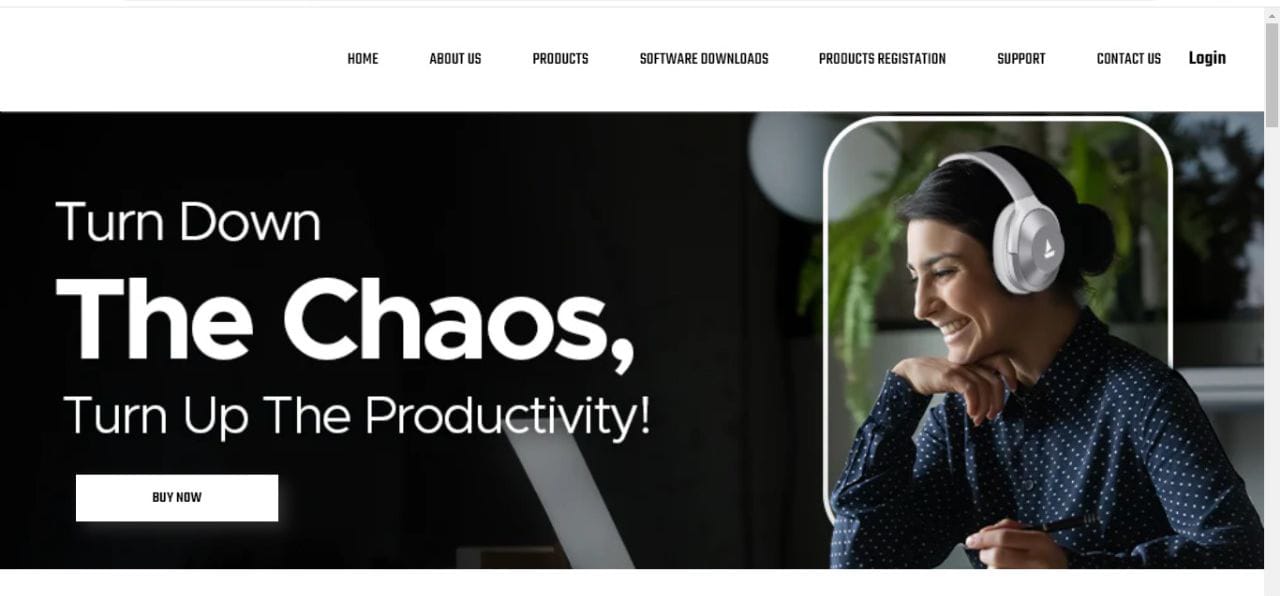 HOME ABOUT US PRODUCTS SOFTWARE DOWNLOADS PRODUCTS REGISTATION SUPPORT CONTACT US Login
Turn Down
The Chaos,
Turn Up The Productivity!
BUY NOW